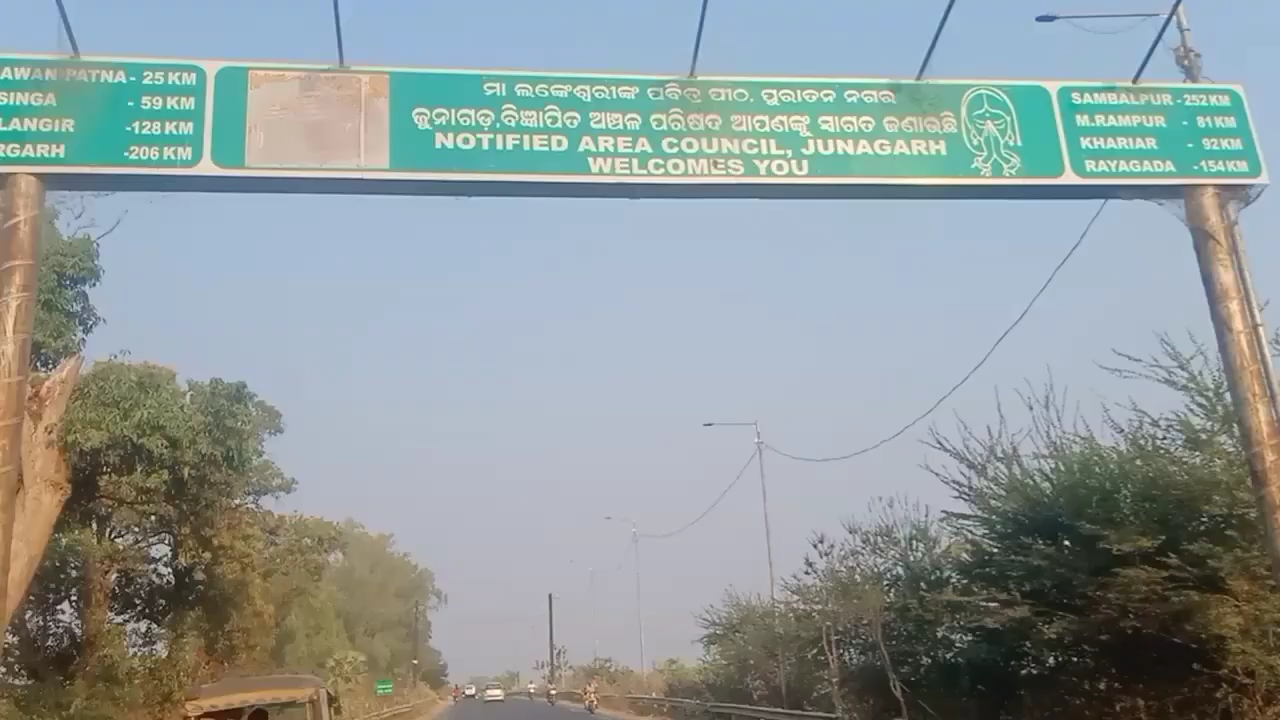 AWANIPATNA - 25 KM
SINGA - 59 KM
LANGIR -128 KM
RGARH -206 KM
ମା ଲଙ୍କେଶ୍ୱରୀଙ୍କ ପବିତ୍ର ପୀଠ, ପୁରାତନ ନଗର
ଜୁନାଗଡ଼,ବିଜ୍ଞାପିତ ଅଞ୍ଚଳ ପରିଷଦ ଆପଣଙ୍କୁ ସ୍ୱାଗତ ଜଣାଉଛି
NOTIFIED AREA COUNCIL, JUNAGARH
WELCOMES YOU
SAMBALPUR - 252 KM
M.RAMPUR - 81 KM
KHARIAR - 92 KM
RAYAGADA -154 KM